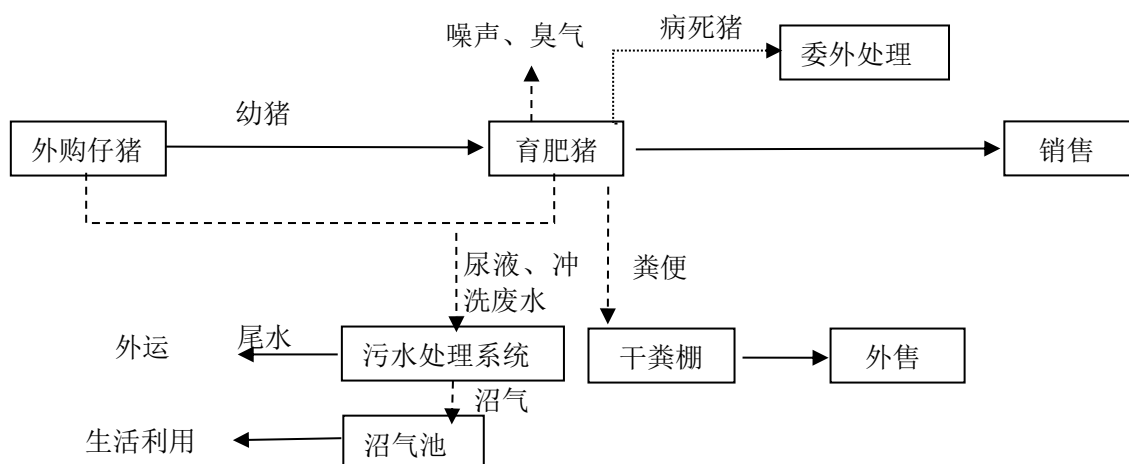 病死猪
噪声、臭气
委外处理
幼猪
外购仔猪
育肥猪
销售
尿液、冲
洗废水
粪便
尾水
外运
污水处理系统
干粪棚
外售
沼气
生活利用
沼气池